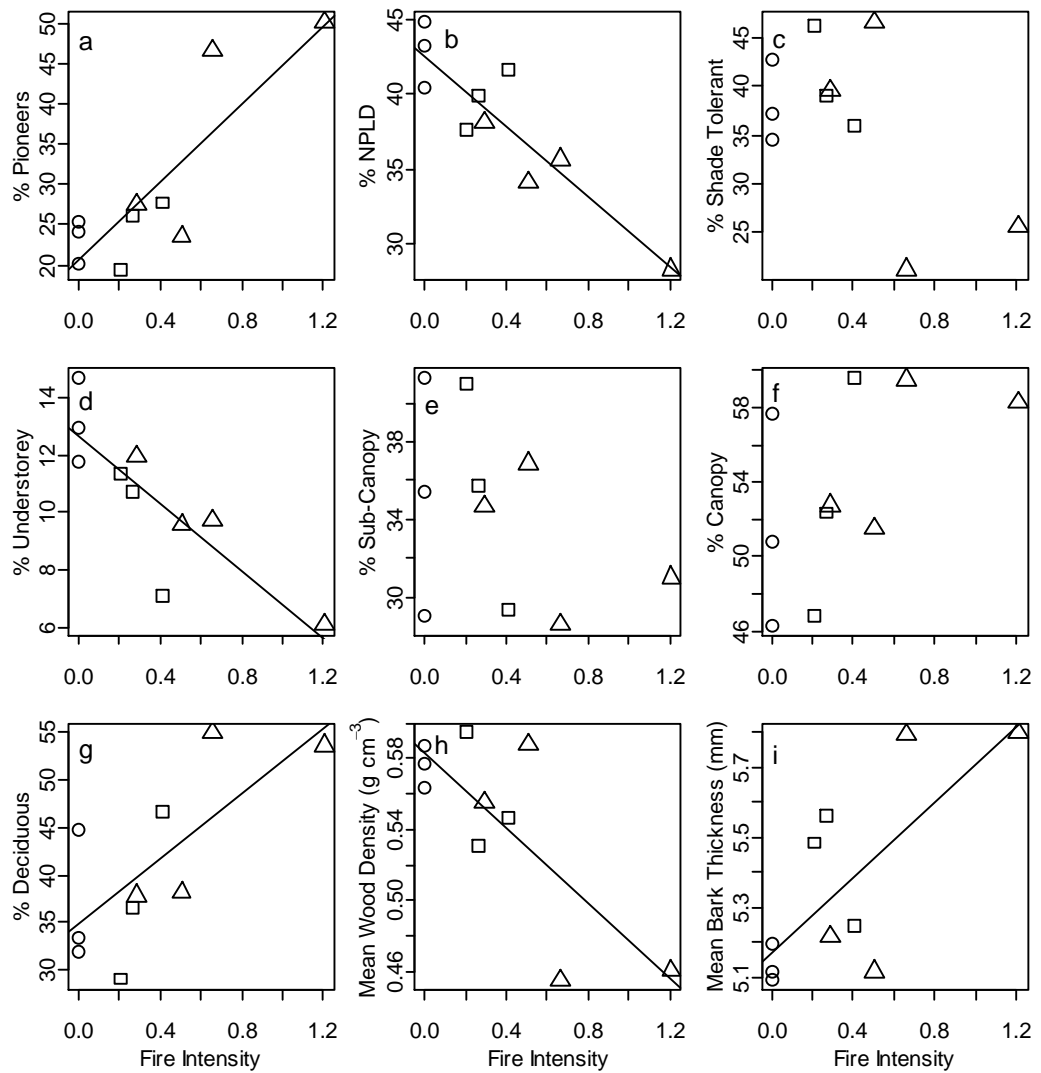 a
% Pioneers
50
45
40
35
30
25
20
0.0 0.4 0.8 1.2
b
% NPLD
45
40
35
30
0.0 0.4 0.8 1.2
c
% Shade Tolerant
45
40
35
25
0.0 0.4 0.8 1.2
d
% Understorey
14
12
10
8
6
0.0 0.4 0.8 1.2
e
% Sub-Canopy
38
34
30
0.0 0.4 0.8 1.2
f
% Canopy
58
54
50
46
0.0 0.4 0.8 1.2
g
% Deciduous
55
50
45
40
35
30
0.0 0.4 0.8 1.2
Fire Intensity
h
Mean Wood Density (g cm⁻³)
0.58
0.54
0.50
0.46
0.0 0.4 0.8 1.2
Fire Intensity
i
Mean Bark Thickness (mm)
5.7
5.5
5.3
5.1
0.0 0.4 0.8 1.2
Fire Intensity